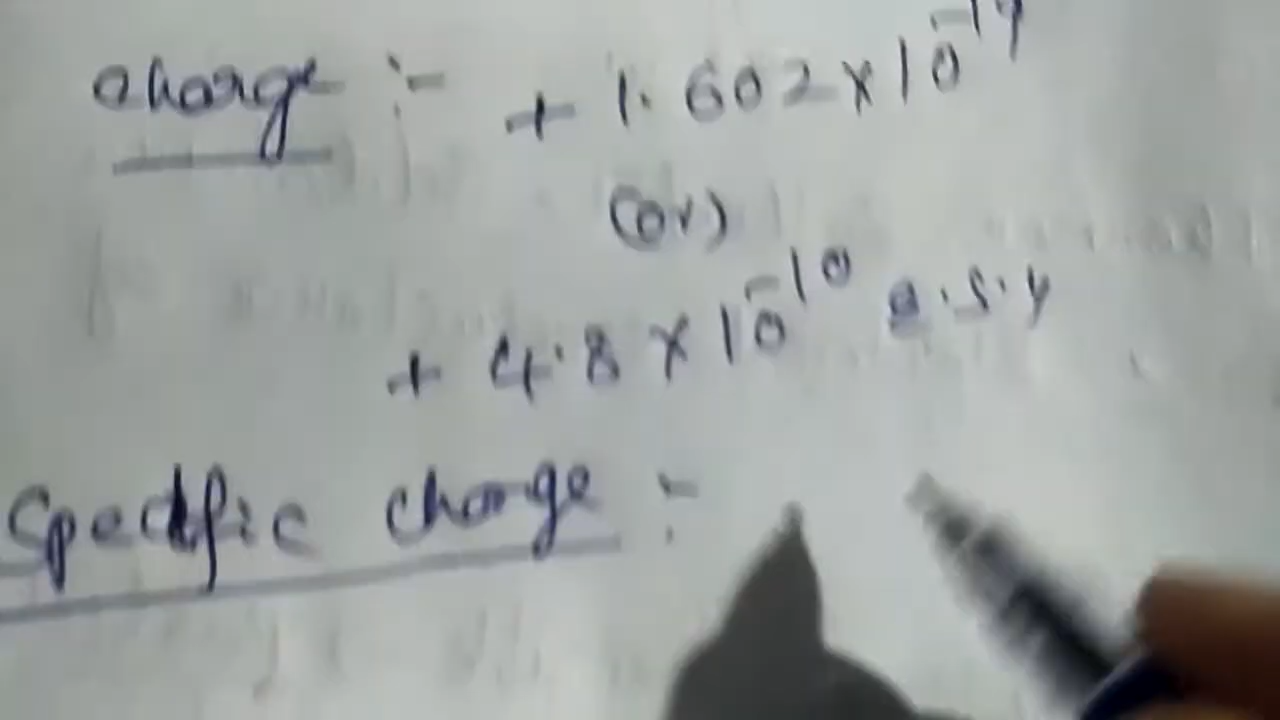 charge :- + 1.602 x 10⁻¹⁹
(or)
+ 4.8 x 10⁻¹⁰ e.s.u
Specific charge :-